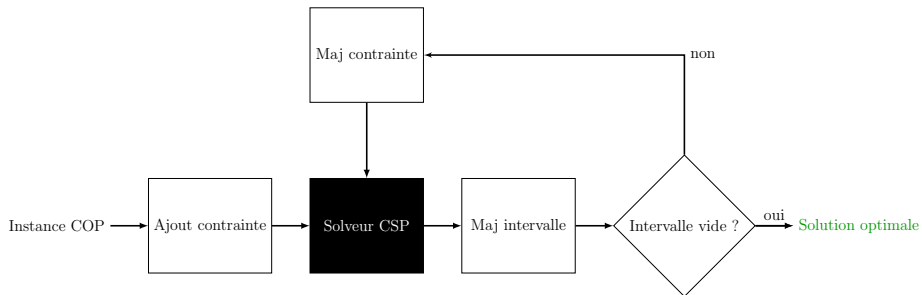 Maj contrainte
non
Instance COP
Ajout contrainte
Solveur CSP
Maj intervalle
Intervalle vide ?
oui
Solution optimale